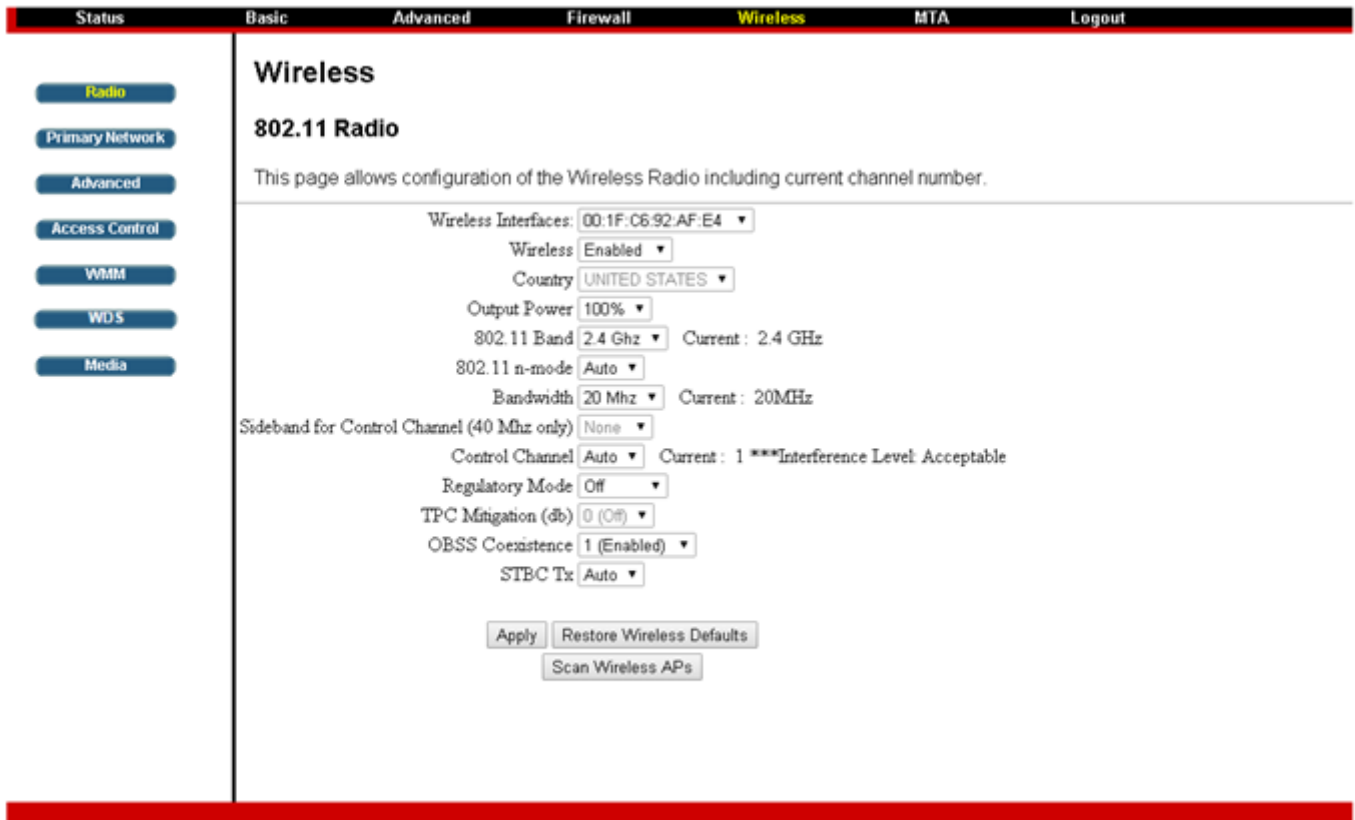 Status Basic Advanced Firewall Wireless MTA Logout
Radio
Primary Network
Advanced
Access Control
WMM
WDS
Media
Wireless
802.11 Radio
This page allows configuration of the Wireless Radio including current channel number.
Wireless Interfaces: 00:1F:C6:92:AF:E4
Wireless Enabled
Country UNITED STATES
Output Power 100%
802.11 Band 2.4 Ghz Current : 2.4 GHz
802.11 n-mode Auto
Bandwidth 20 Mhz Current : 20MHz
Sideband for Control Channel (40 Mhz only) None
Control Channel Auto Current : 1 ***Interference Level: Acceptable
Regulatory Mode Off
TPC Mitigation (db) 0 (Off)
OBSS Coexistence 1 (Enabled)
STBC Tx Auto
Apply Restore Wireless Defaults
Scan Wireless APs